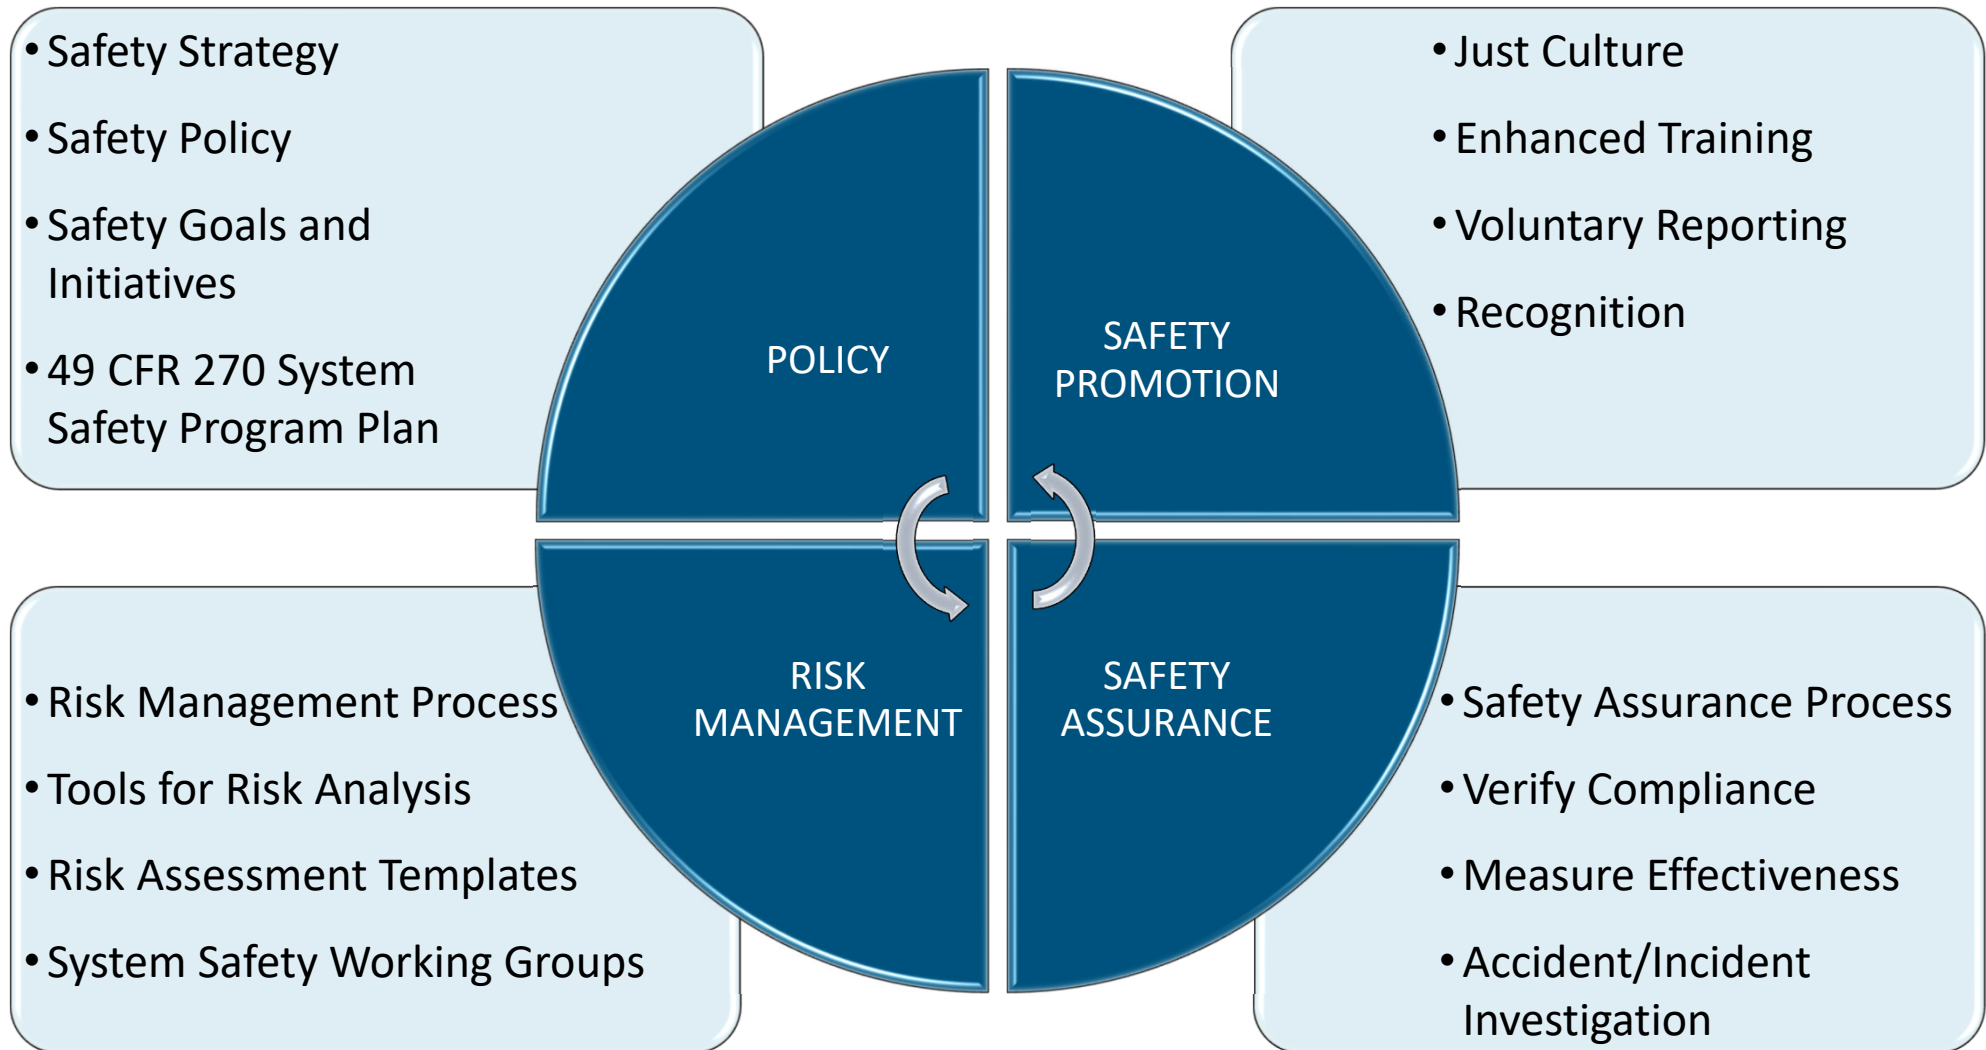 • Safety Strategy
• Safety Policy
• Safety Goals and
Initiatives
• 49 CFR 270 System
Safety Program Plan
POLICY
SAFETY
PROMOTION
• Just Culture
• Enhanced Training
• Voluntary Reporting
• Recognition
• Risk Management Process
• Tools for Risk Analysis
• Risk Assessment Templates
• System Safety Working Groups
RISK
MANAGEMENT
SAFETY
ASSURANCE
• Safety Assurance Process
• Verify Compliance
• Measure Effectiveness
• Accident/Incident
Investigation